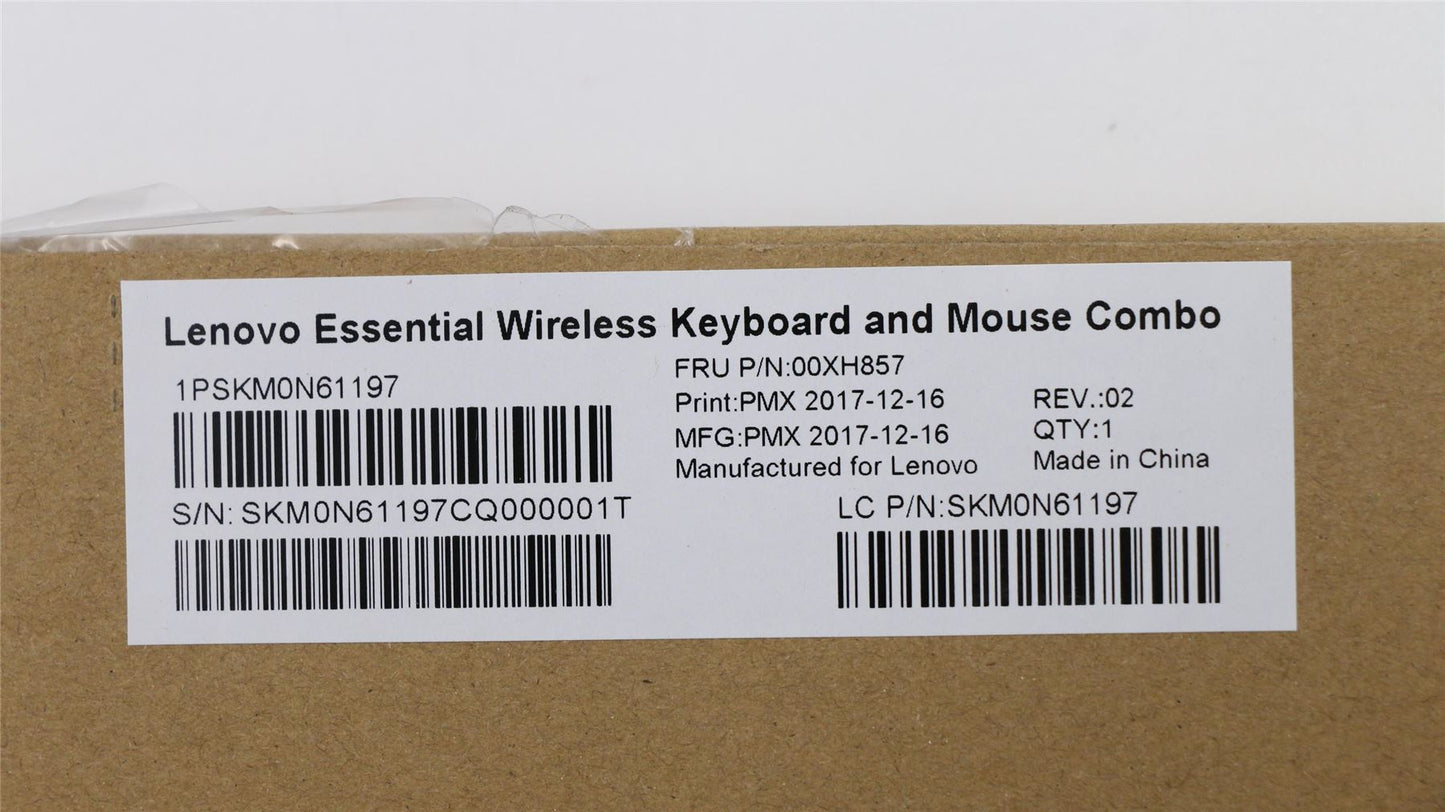 Lenovo Essential Wireless Keyboard and Mouse Combo
1PSKM0N61197
S/N: SKM0N61197CQ000001T
FRU P/N:00XH857
Print:PMX 2017-12-16
MFG:PMX 2017-12-16
Manufactured for Lenovo
REV.:02
QTY:1
Made in China
LC P/N:SKM0N61197